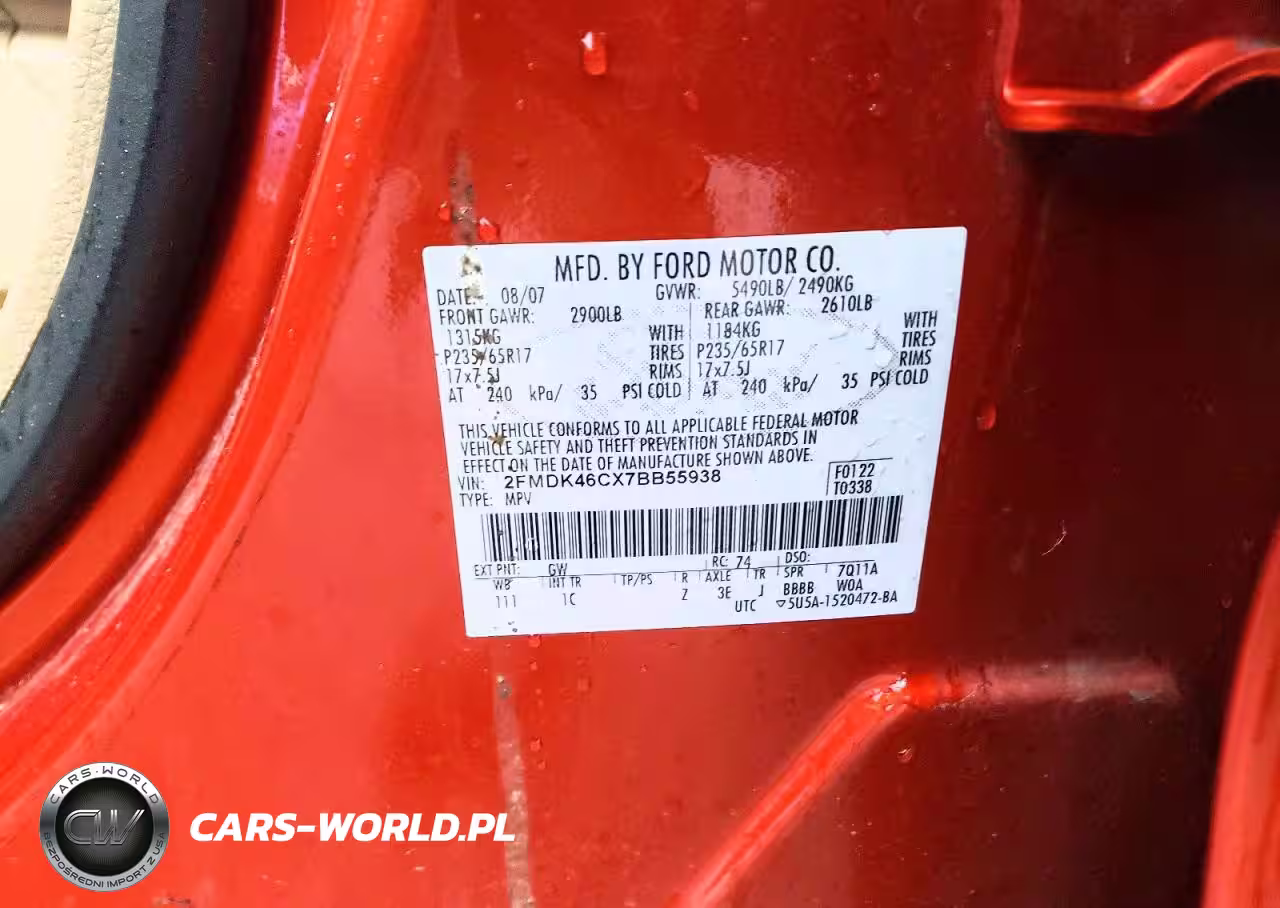 MFD. BY FORD MOTOR CO.
DATE: 08/07 GVWR: 5490LB/ 2490KG
FRONT GAWR: 2900LB REAR GAWR: 2610LB
1315KG WITH 1184KG WITH
P235/65R17 TIRES P235/65R17 TIRES
17x7.5J RIMS 17x7.5J RIMS
AT 240 kPa/ 35 PSI COLD AT 240 kPa/ 35 PSI COLD
THIS VEHICLE CONFORMS TO ALL APPLICABLE FEDERAL MOTOR
VEHICLE SAFETY AND THEFT PREVENTION STANDARDS IN
EFFECT ON THE DATE OF MANUFACTURE SHOWN ABOVE.
VIN: 2FMDK46CX7BB55938 F0122
TYPE: MPV T0338
EXT PNT: GW RC: 74 DSO:
WB INT TR TP/PS R AXLE TR SPR 7Q11A
111 1C Z 3E J BBBB W0A
UTC ▽5U5A-1520472-BA
CARS-WORLD
CW
BEZPOŚREDNI IMPORT Z USA
CARS-WORLD.PL